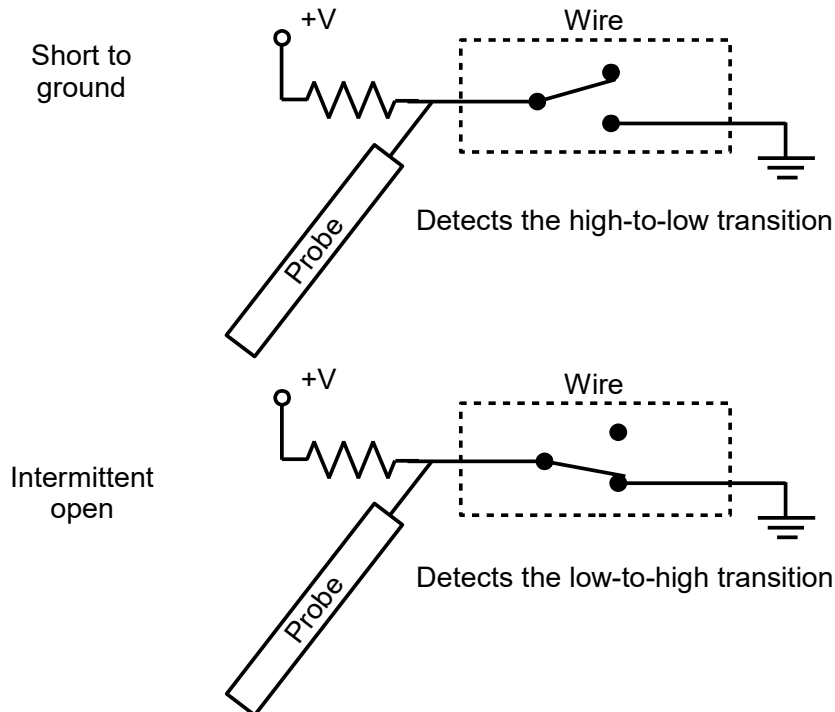 +V
Wire
Short to
ground
Probe
Detects the high-to-low transition
+V
Wire
Intermittent
open
Probe
Detects the low-to-high transition